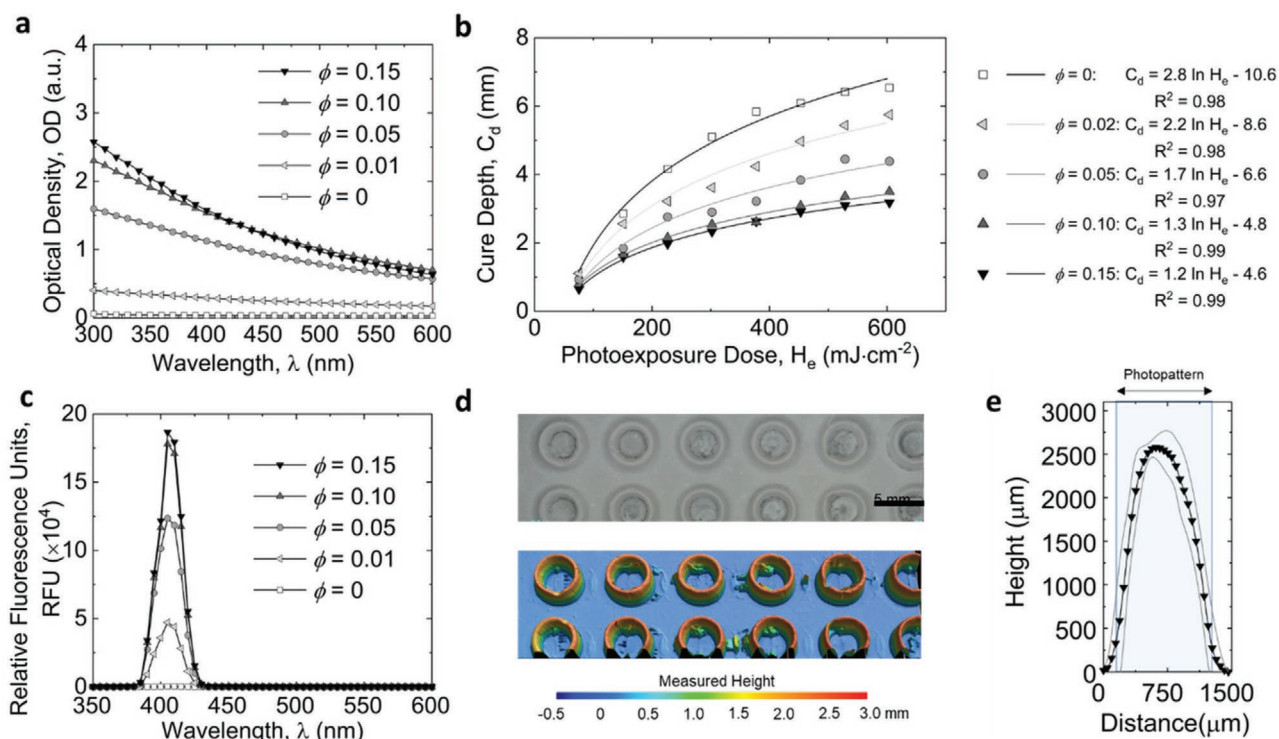 a
Optical Density, OD (a.u.)
4
3
2
1
0
300 350 400 450 500 550 600
Wavelength, λ (nm)
ϕ = 0.15
ϕ = 0.10
ϕ = 0.05
ϕ = 0.01
ϕ = 0
b
Cure Depth, C_d (mm)
8
6
4
2
0
0 200 400 600
Photoexposure Dose, H_e (mJ·cm⁻²)
ϕ = 0: C_d = 2.8 ln H_e - 10.6
R² = 0.98
ϕ = 0.02: C_d = 2.2 ln H_e - 8.6
R² = 0.98
ϕ = 0.05: C_d = 1.7 ln H_e - 6.6
R² = 0.97
ϕ = 0.10: C_d = 1.3 ln H_e - 4.8
R² = 0.99
ϕ = 0.15: C_d = 1.2 ln H_e - 4.6
R² = 0.99
c
Relative Fluorescence Units,
RFU (×10⁴)
20
15
10
5
0
350 400 450 500 550 600
Wavelength, λ (nm)
ϕ = 0.15
ϕ = 0.10
ϕ = 0.05
ϕ = 0.01
ϕ = 0
d
5 mm
Measured Height
-0.5 0 0.5 1.0 1.5 2.0 2.5 3.0 mm
e
Photopattern
Height (μm)
3000
2500
2000
1500
1000
500
0
0 750 1500
Distance(μm)